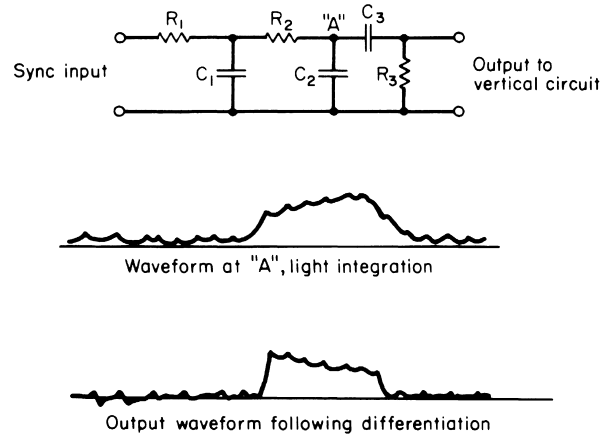 R1
R2
"A"
C3
Sync input
C1
C2
R3
Output to
vertical circuit
Waveform at "A", light integration
Output waveform following differentiation